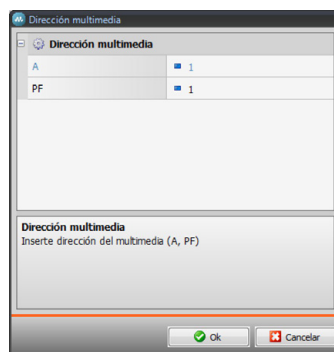 Dirección multimedia
Dirección multimedia
A 1
PF 1
Dirección multimedia
Inserte dirección del multimedia (A, PF)
Ok Cancelar